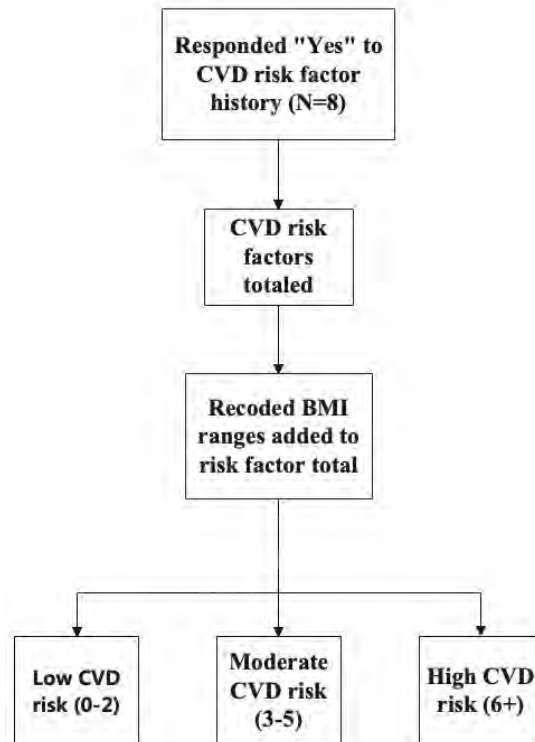 Responded "Yes" to
CVD risk factor
history (N=8)
CVD risk
factors
totaled
Recoded BMI
ranges added to
risk factor total
Low CVD
risk (0-2)
Moderate
CVD risk
(3-5)
High CVD
risk (6+)